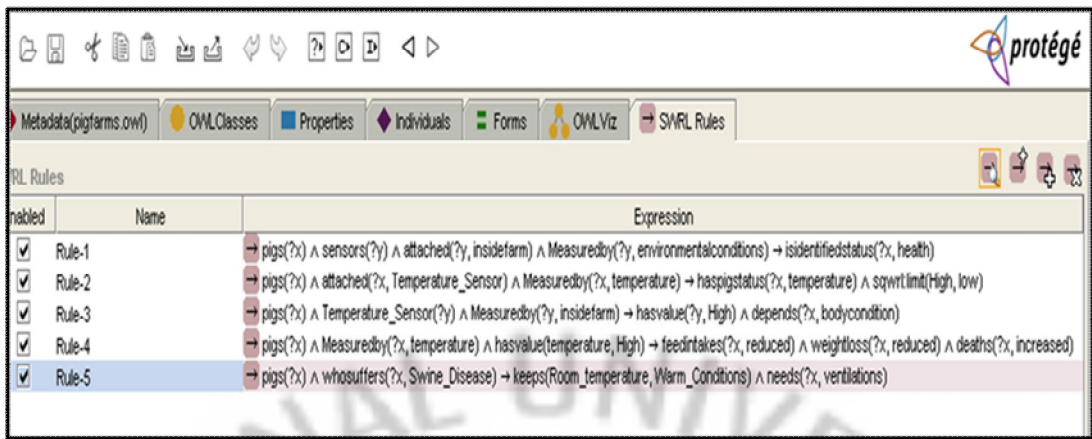 protégé
Metadata(pigfarms.owl) OWLClasses Properties Individuals Forms OWLViz SWRL Rules
RL Rules
nabled Name Expression
Rule-1 → pigs(?x) ∧ sensors(?y) ∧ attached(?y, insidefarm) ∧ Measuredby(?y, environmentalconditions) → isidentifiedstatus(?x, health)
Rule-2 → pigs(?x) ∧ attached(?x, Temperature_Sensor) ∧ Measuredby(?x, temperature) → haspigstatus(?x, temperature) ∧ sqwrl:limit(High, low)
Rule-3 → pigs(?x) ∧ Temperature_Sensor(?y) ∧ Measuredby(?y, insidefarm) → hasvalue(?y, High) ∧ depends(?x, bodycondition)
Rule-4 → pigs(?x) ∧ Measuredby(?x, temperature) ∧ hasvalue(temperature, High) → feedintakes(?x, reduced) ∧ weightloss(?x, reduced) ∧ deaths(?x, increased)
Rule-5 → pigs(?x) ∧ whosuffers(?x, Swine_Disease) → keeps(Room_temperature, Warm_Conditions) ∧ needs(?x, ventilations)